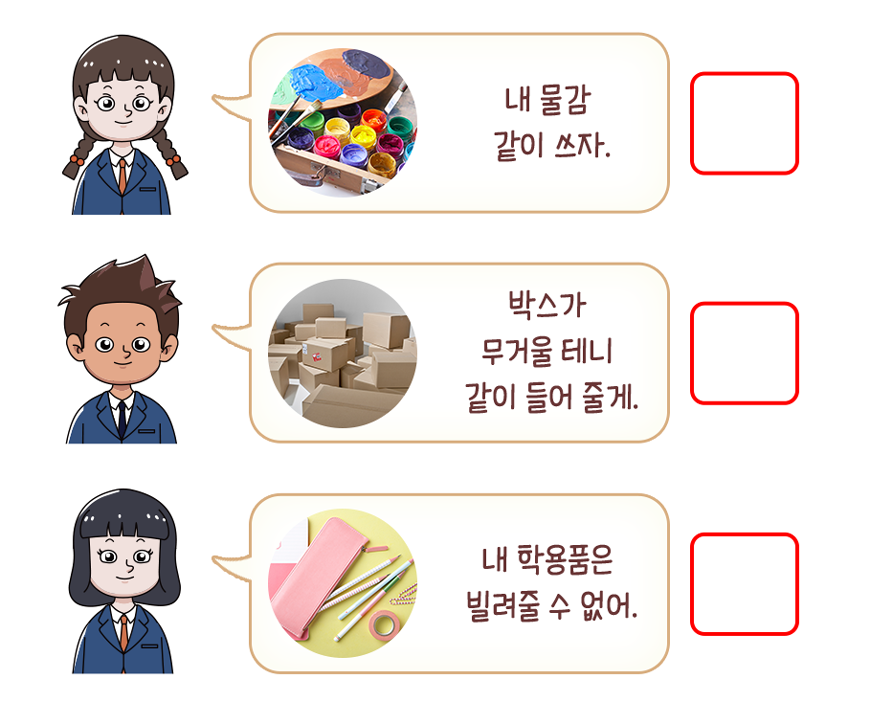 내 물감
같이 쓰자.
박스가
무거울 테니
같이 들어 줄게.
내 학용품은
빌려줄 수 없어.